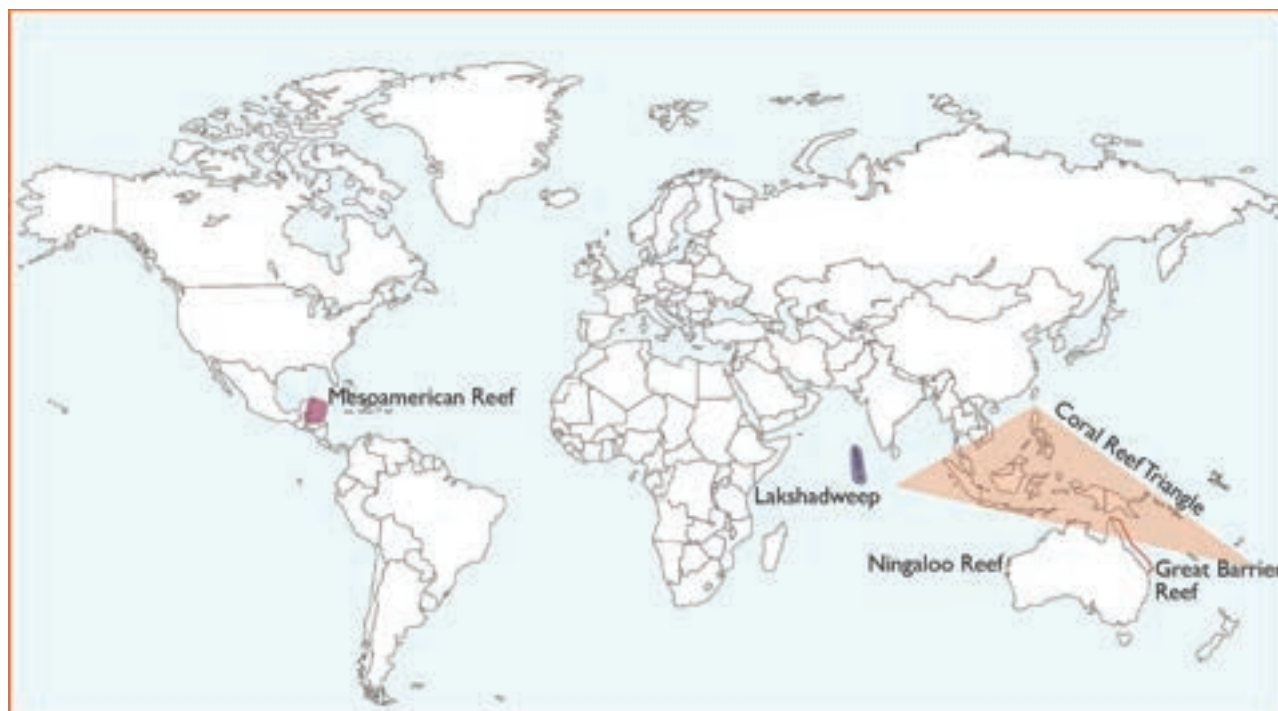 Mesoamerican Reef
Coral Reef Triangle
Lakshadweep
Ningaloo Reef
Great Barrier
Reef